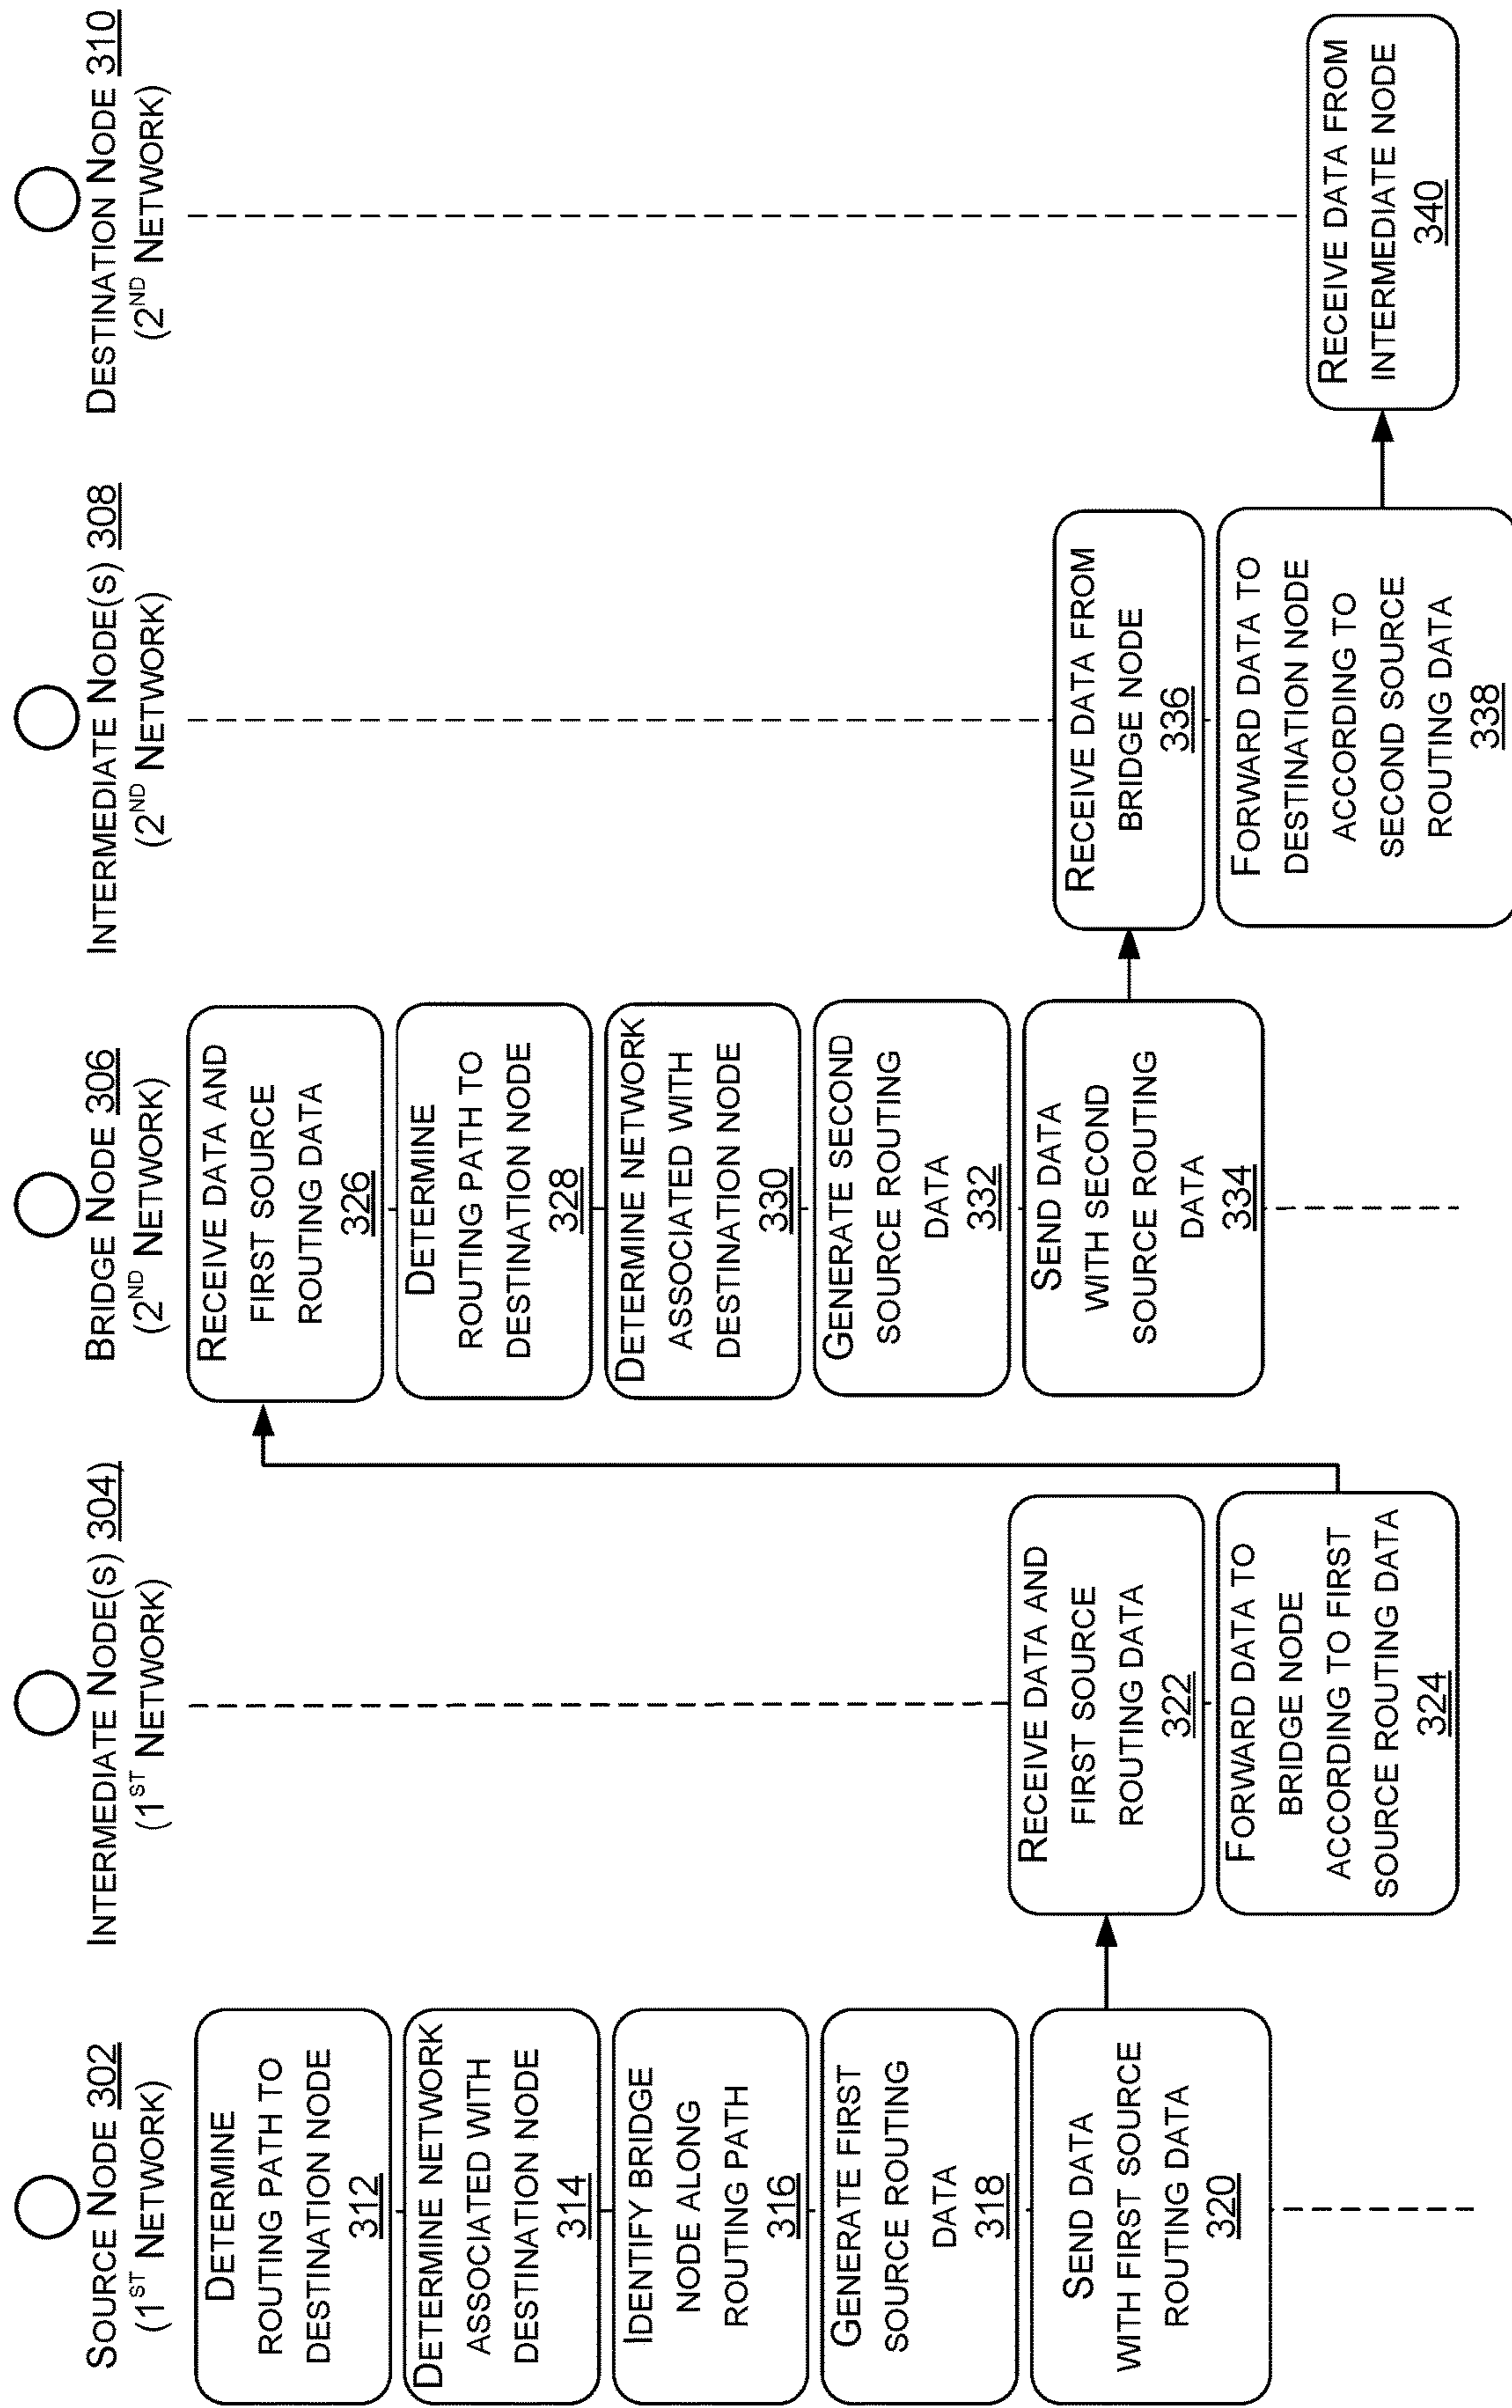 SOURCE NODE 302
(1ST NETWORK)
DETERMINE
ROUTING PATH TO
DESTINATION NODE
312
DETERMINE NETWORK
ASSOCIATED WITH
DESTINATION NODE
314
IDENTIFY BRIDGE
NODE ALONG
ROUTING PATH
316
GENERATE FIRST
SOURCE ROUTING
DATA
318
SEND DATA
WITH FIRST SOURCE
ROUTING DATA
320
INTERMEDIATE NODE(S) 304)
(1ST NETWORK)
RECEIVE DATA AND
FIRST SOURCE
ROUTING DATA
322
FORWARD DATA TO
BRIDGE NODE
ACCORDING TO FIRST
SOURCE ROUTING DATA
324
BRIDGE NODE 306
(2ND NETWORK)
RECEIVE DATA AND
FIRST SOURCE
ROUTING DATA
326
DETERMINE
ROUTING PATH TO
DESTINATION NODE
328
DETERMINE NETWORK
ASSOCIATED WITH
DESTINATION NODE
330
GENERATE SECOND
SOURCE ROUTING
DATA
332
SEND DATA
WITH SECOND
SOURCE ROUTING
DATA
334
INTERMEDIATE NODE(S) 308
(2ND NETWORK)
RECEIVE DATA FROM
BRIDGE NODE
336
FORWARD DATA TO
DESTINATION NODE
ACCORDING TO
SECOND SOURCE
ROUTING DATA
338
DESTINATION NODE 310
(2ND NETWORK)
RECEIVE DATA FROM
INTERMEDIATE NODE
340